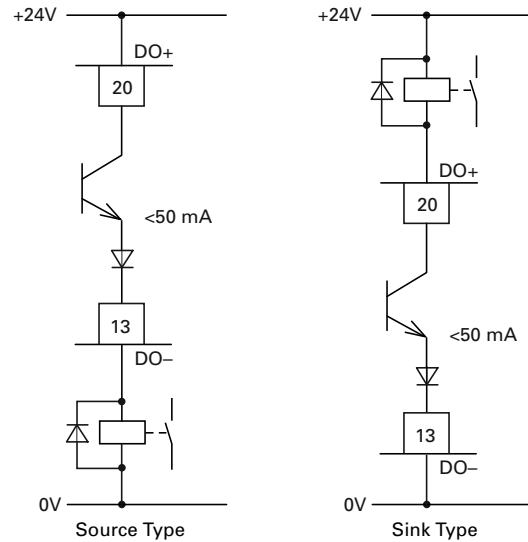 +24V
DO+
20
<50 mA
13
DO–
0V
Source Type
+24V
DO+
20
<50 mA
13
DO–
0V
Sink Type